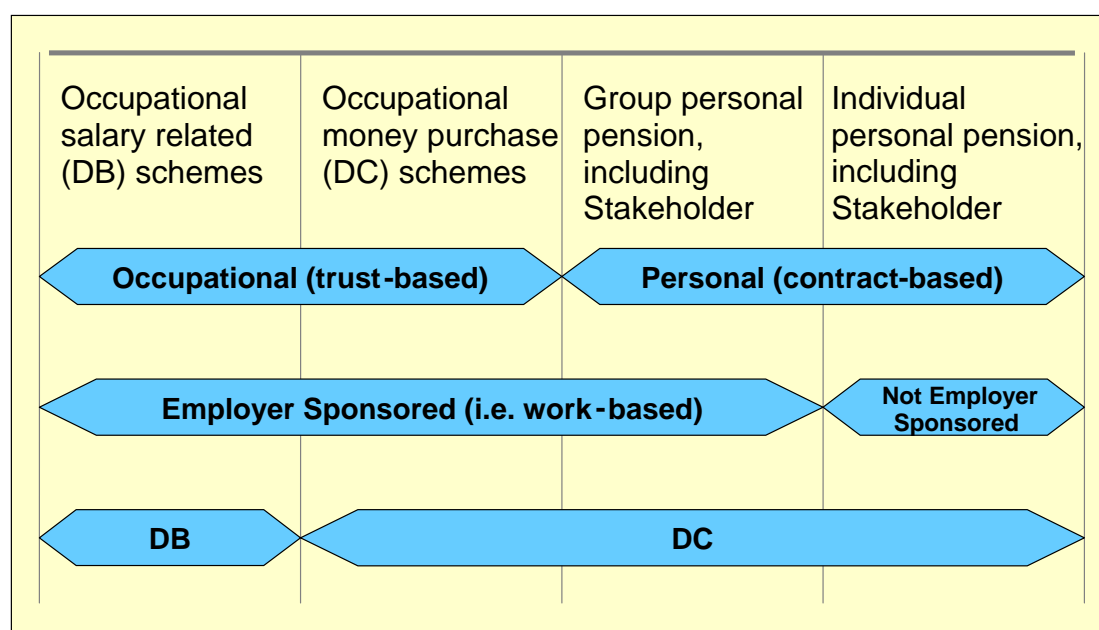 Occupational
salary related
(DB) schemes
Occupational
money purchase
(DC) schemes
Group personal
pension,
including
Stakeholder
Individual
personal pension,
including
Stakeholder
Occupational (trust-based)
Personal (contract-based)
Employer Sponsored (i.e. work-based)
Not Employer
Sponsored
DB
DC